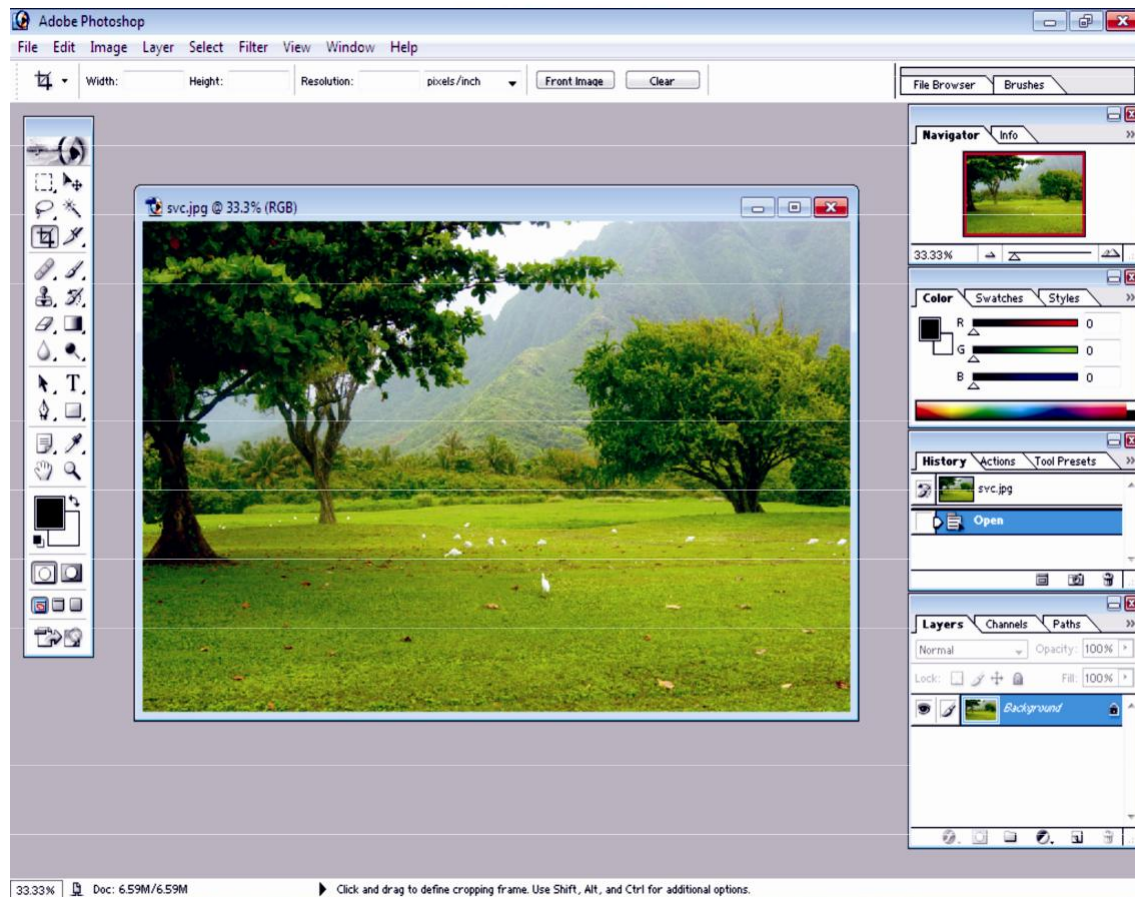 Adobe Photoshop
File Edit Image Layer Select Filter View Window Help
Width: Height: Resolution: pixels/inch Front Image Clear
File Browser Brushes
Navigator Info
33.33%
svc.jpg @ 33.3% (RGB)
Color Swatches Styles
R 0
G 0
B 0
T
History Actions Tool Presets
svc.jpg
Open
Layers Channels Paths
Normal Opacity: 100%
Lock: Fill: 100%
Background
33.33% Doc: 6.59M/6.59M Click and drag to define cropping frame. Use Shift, Alt, and Ctrl for additional options.